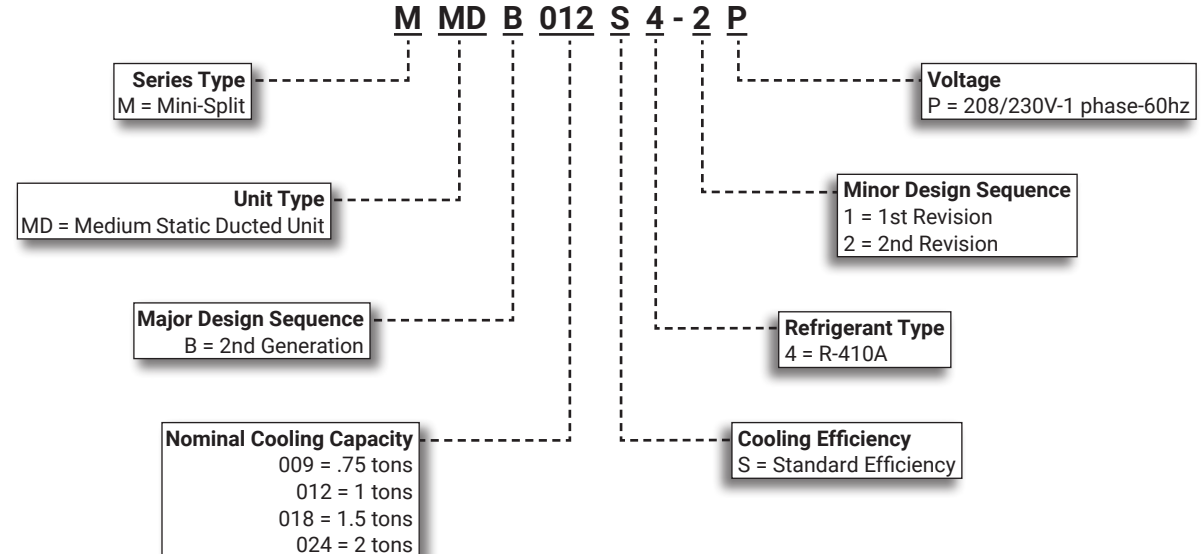 M MD B 012 S 4 - 2 P
Series Type
M = Mini-Split
Voltage
P = 208/230V-1 phase-60hz
Unit Type
MD = Medium Static Ducted Unit
Minor Design Sequence
1 = 1st Revision
2 = 2nd Revision
Major Design Sequence
B = 2nd Generation
Refrigerant Type
4 = R-410A
Nominal Cooling Capacity
009 = .75 tons
012 = 1 tons
018 = 1.5 tons
024 = 2 tons
Cooling Efficiency
S = Standard Efficiency